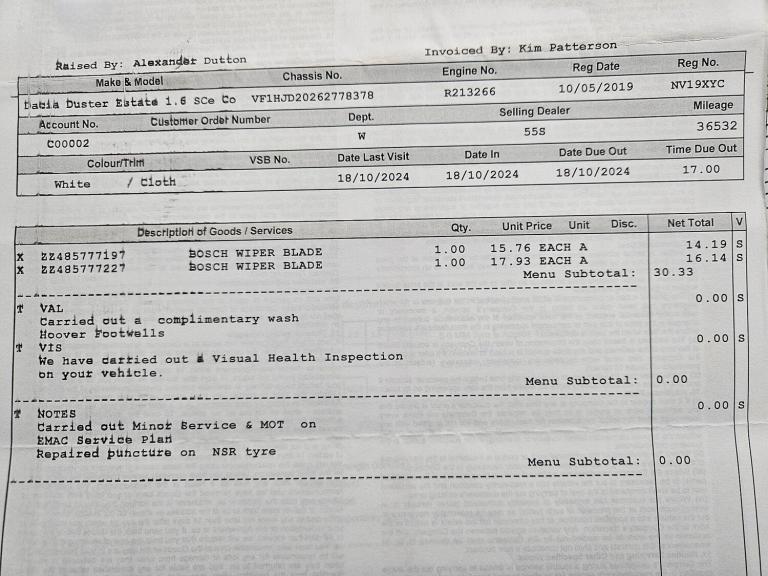 Raised By: Alexander Dutton Invoiced By: Kim Patterson
Make & Model Chassis No. Engine No. Reg Date Reg No.
Dacia Duster Estate 1.6 SCe Co VF1HJD20262778378 R213266 10/05/2019 NV19XYC
Account No. Customer Order Number Dept. Selling Dealer Mileage
C00002 W 55S 36532
Colour/Trim VSB No. Date Last Visit Date In Date Due Out Time Due Out
White / Cloth 18/10/2024 18/10/2024 18/10/2024 17.00
Description of Goods / Services Qty. Unit Price Unit Disc. Net Total V
X ZZ485777197 BOSCH WIPER BLADE 1.00 15.76 EACH A 14.19 S
X ZZ485777227 BOSCH WIPER BLADE 1.00 17.93 EACH A 16.14 S
Menu Subtotal: 30.33
T VAL 0.00 S
Carried out a complimentary wash
Hoover Footwells
T VIS 0.00 S
We have carried out a Visual Health Inspection
on your vehicle.
Menu Subtotal: 0.00
T NOTES 0.00 S
Carried out Minor Service & MOT on
EMAC Service Plan
Repaired puncture on NSR tyre
Menu Subtotal: 0.00